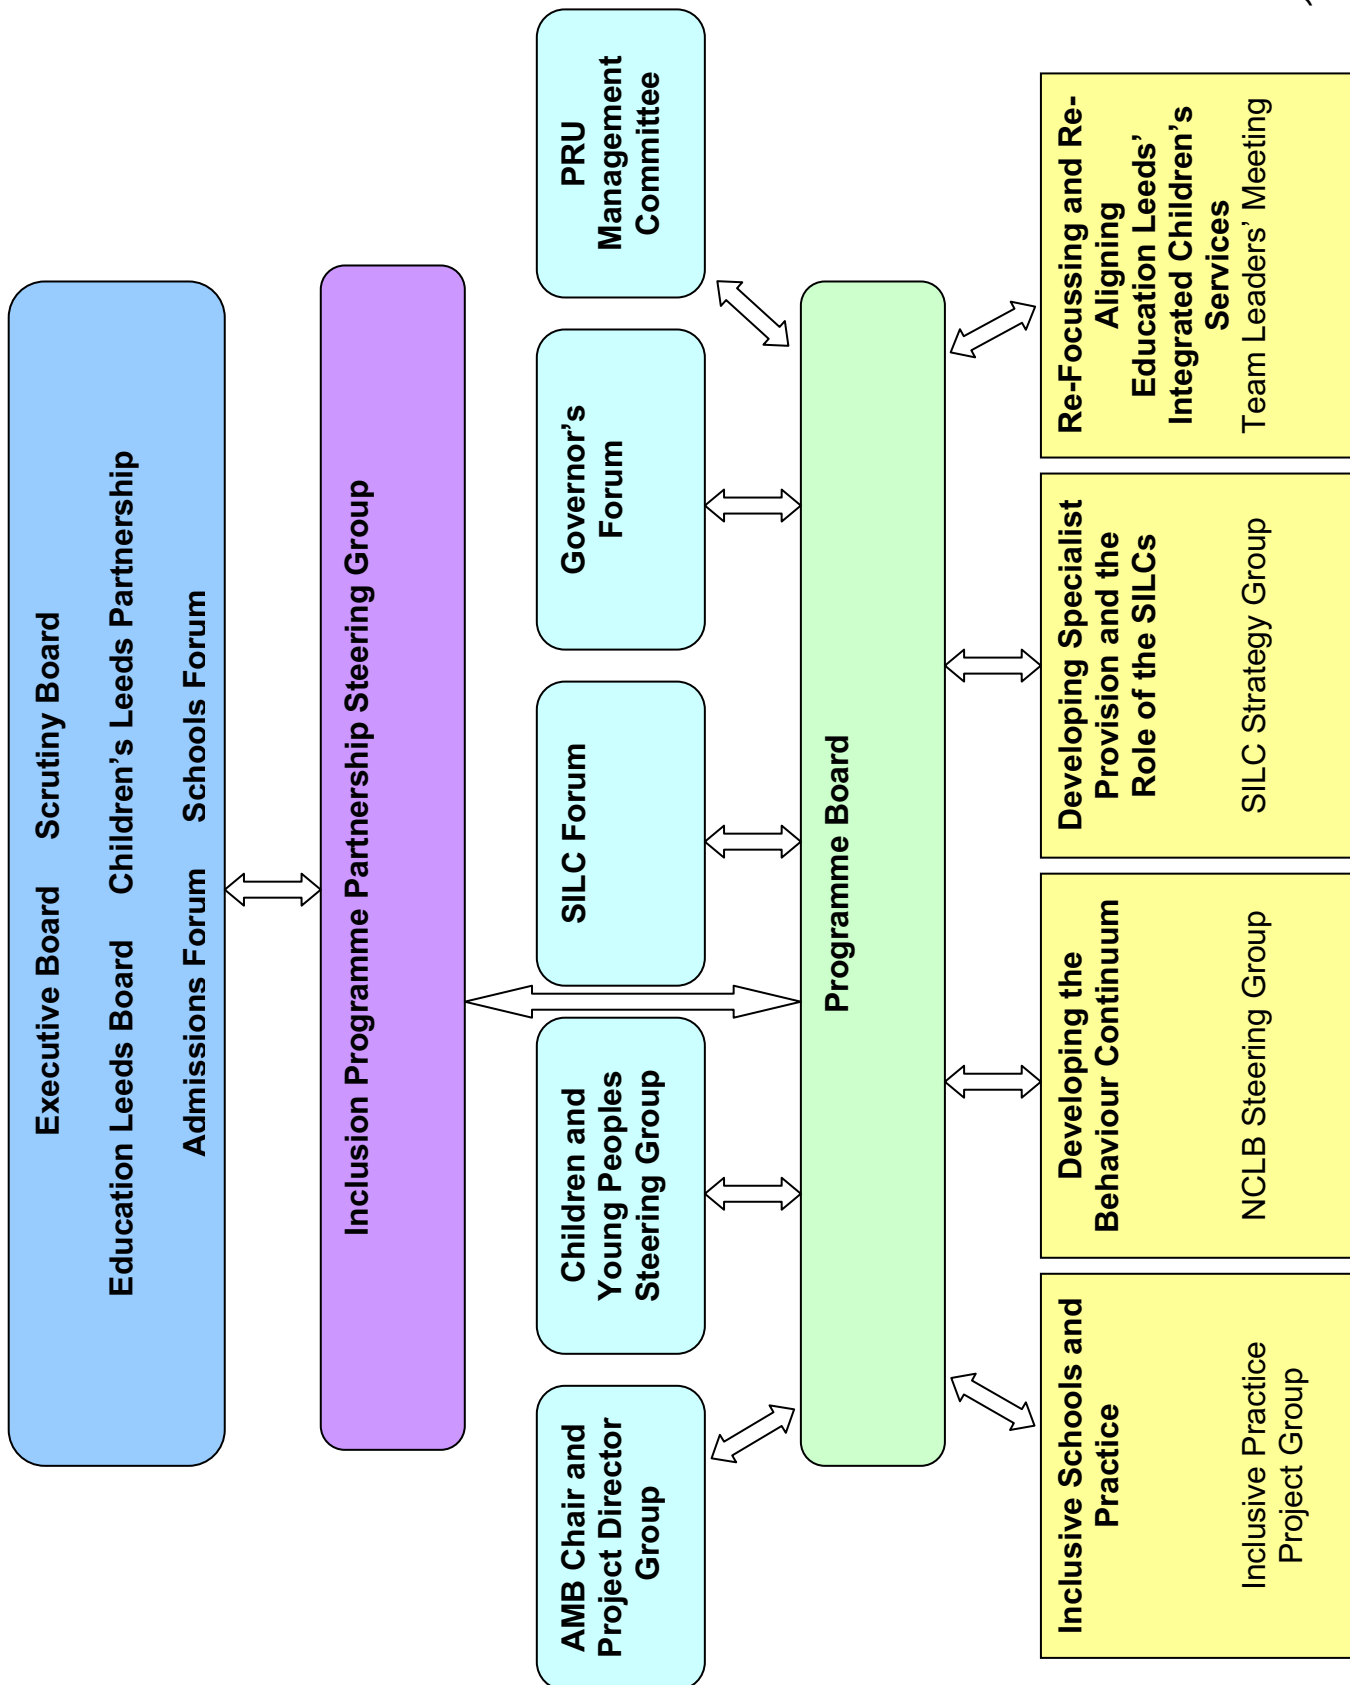 Executive Board Scrutiny Board
Education Leeds Board Children's Leeds Partnership
Admissions Forum Schools Forum
Inclusion Programme Partnership Steering Group
AMB Chair and
Project Director
Group
Children and
Young Peoples
Steering Group
SILC Forum
Governor's
Forum
PRU
Management
Committee
Programme Board
Inclusive Schools and
Practice
Inclusive Practice
Project Group
Developing the
Behaviour Continuum
NCLB Steering Group
Developing Specialist
Provision and the
Role of the SILCs
SILC Strategy Group
Re-Focussing and Re-
Aligning
Education Leeds'
Integrated Children's
Services
Team Leaders' Meeting